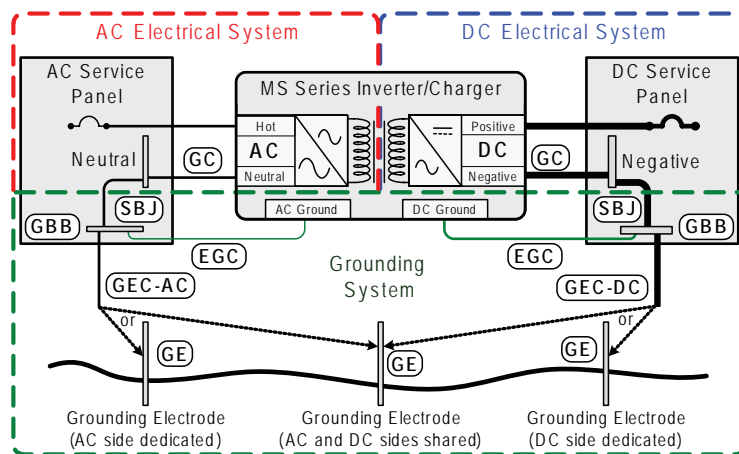 AC Electrical System
DC Electrical System
AC Service
Panel
MS Series Inverter/Charger
DC Service
Panel
Hot
AC
Neutral
Positive
DC
Negative
Neutral
GC
GC
Negative
SBJ
AC Ground
DC Ground
SBJ
GBB
GBB
EGC
EGC
Grounding
System
GEC-AC
GEC-DC
or
or
GE
GE
GE
Grounding Electrode
(AC side dedicated)
Grounding Electrode
(AC and DC sides shared)
Grounding Electrode
(DC side dedicated)